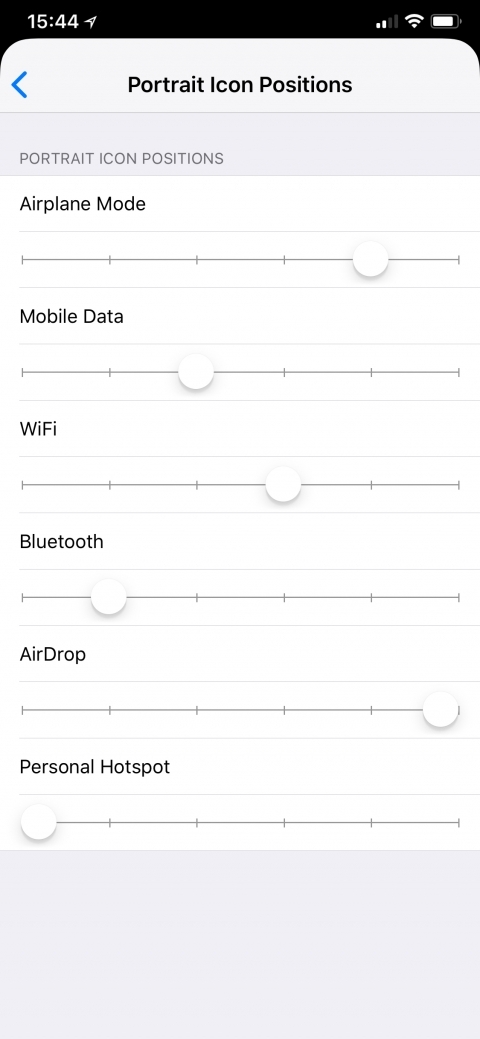 15:44
Portrait Icon Positions
PORTRAIT ICON POSITIONS
Airplane Mode
Mobile Data
WiFi
Bluetooth
AirDrop
Personal Hotspot